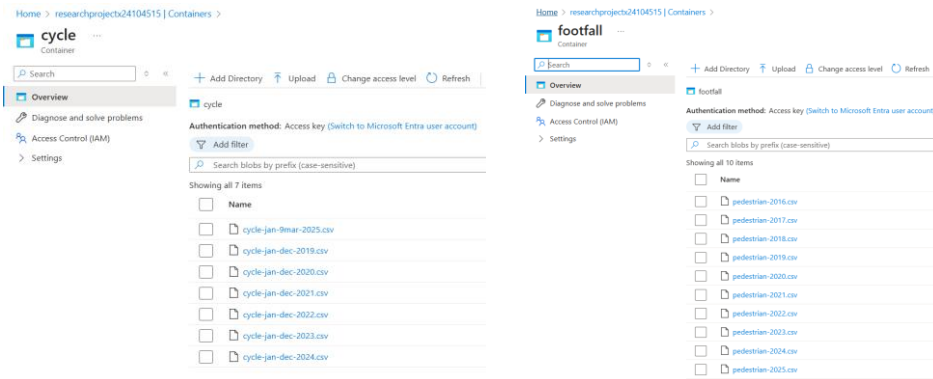 Home > researchprojectx24104515 | Containers >
cycle ...
Container
Search
Overview
Diagnose and solve problems
Access Control (IAM)
Settings
Add Directory Upload Change access level Refresh
cycle
Authentication method: Access key (Switch to Microsoft Entra user account)
Add filter
Search blobs by prefix (case-sensitive)
Showing all 7 items
Name
cycle-jan-9mar-2025.csv
cycle-jan-dec-2019.csv
cycle-jan-dec-2020.csv
cycle-jan-dec-2021.csv
cycle-jan-dec-2022.csv
cycle-jan-dec-2023.csv
cycle-jan-dec-2024.csv
Home > researchprojectx24104515 | Containers >
footfall ...
Container
Search
Overview
Diagnose and solve problems
Access Control (IAM)
Settings
Add Directory Upload Change access level Refresh
footfall
Authentication method: Access key (Switch to Microsoft Entra user account
Add filter
Search blobs by prefix (case-sensitive)
Showing all 10 items
Name
pedestrian-2016.csv
pedestrian-2017.csv
pedestrian-2018.csv
pedestrian-2019.csv
pedestrian-2020.csv
pedestrian-2021.csv
pedestrian-2022.csv
pedestrian-2023.csv
pedestrian-2024.csv
pedestrian-2025.csv